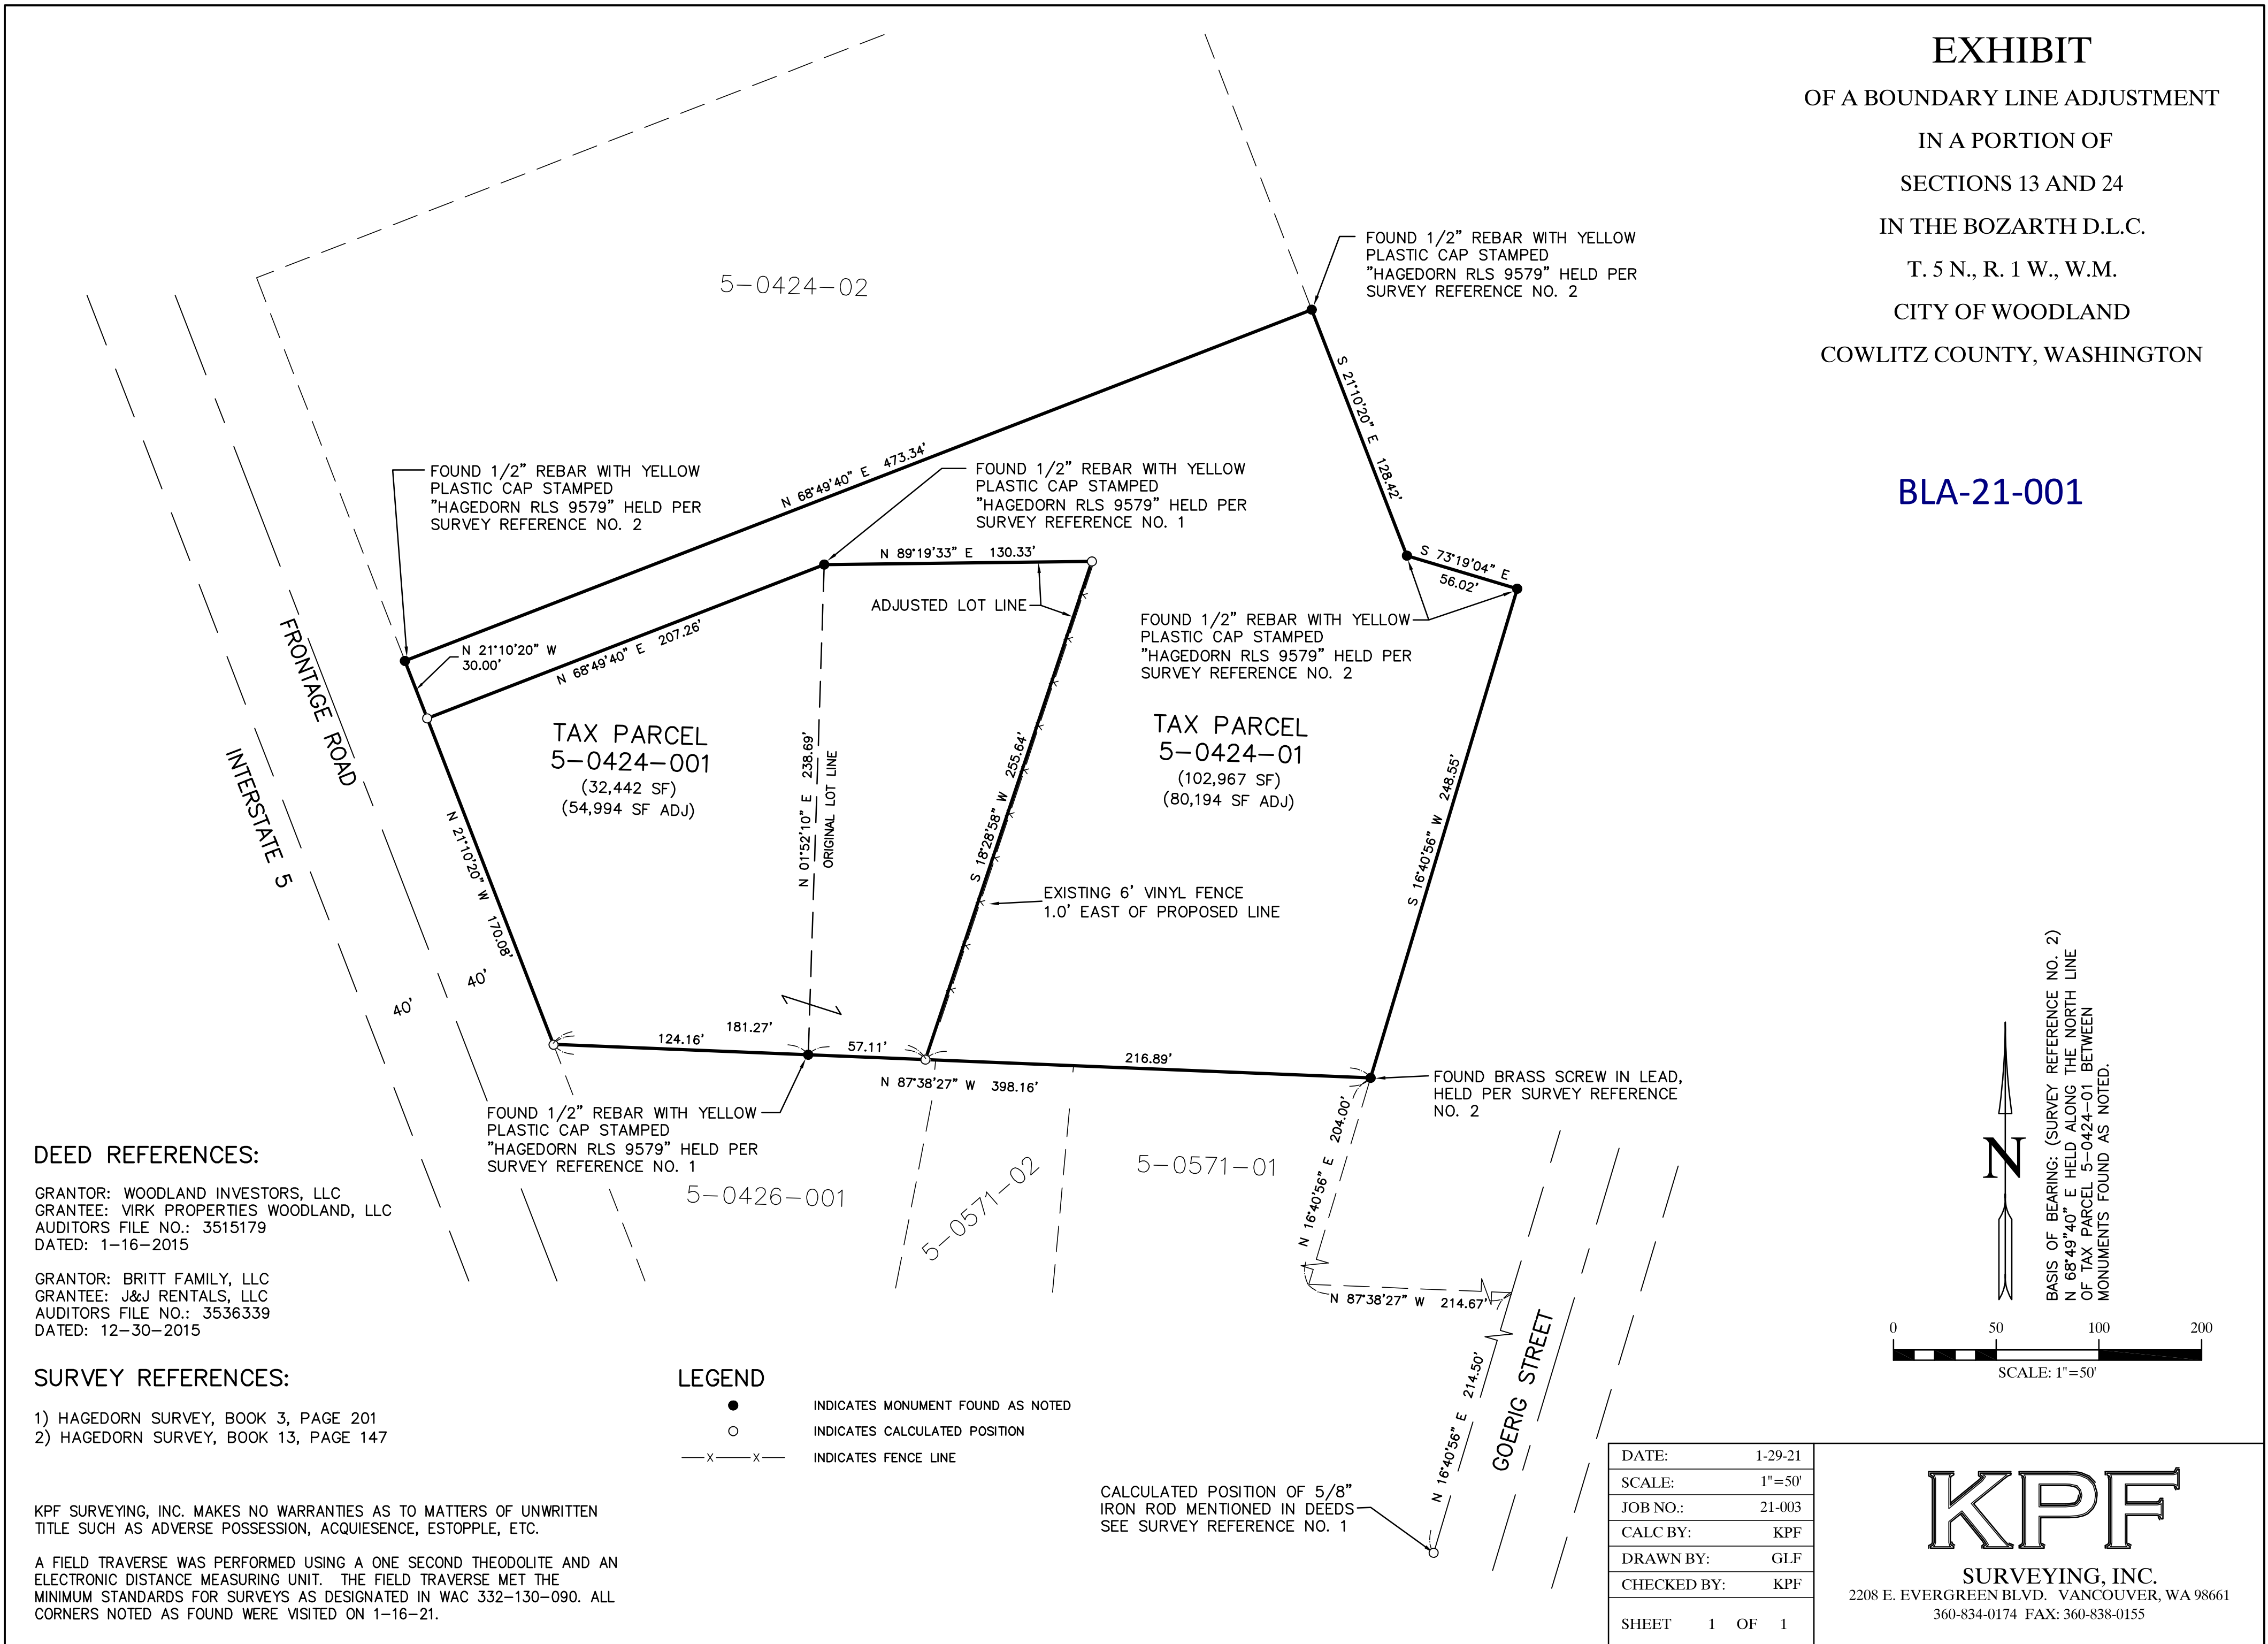 EXHIBIT
OF A BOUNDARY LINE ADJUSTMENT
IN A PORTION OF
SECTIONS 13 AND 24
IN THE BOZARTH D.L.C.
T. 5 N., R. 1 W., W.M.
CITY OF WOODLAND
COWLITZ COUNTY, WASHINGTON
BLA-21-001
5-0424-02
FOUND 1/2" REBAR WITH YELLOW
PLASTIC CAP STAMPED
"HAGEDORN RLS 9579" HELD PER
SURVEY REFERENCE NO. 2
S 21°10'20" E 128.42'
N 68°49'40" E 473.34'
FOUND 1/2" REBAR WITH YELLOW
PLASTIC CAP STAMPED
"HAGEDORN RLS 9579" HELD PER
SURVEY REFERENCE NO. 2
FOUND 1/2" REBAR WITH YELLOW
PLASTIC CAP STAMPED
"HAGEDORN RLS 9579" HELD PER
SURVEY REFERENCE NO. 1
N 89°19'33" E 130.33'
S 73°19'04" E
56.02'
ADJUSTED LOT LINE
FOUND 1/2" REBAR WITH YELLOW
PLASTIC CAP STAMPED
"HAGEDORN RLS 9579" HELD PER
SURVEY REFERENCE NO. 2
N 21°10'20" W
30.00'
N 68°49'40" E 207.26'
FRONTAGE ROAD
INTERSTATE 5
TAX PARCEL
5-0424-001
(32,442 SF)
(54,994 SF ADJ)
N 01°52'10" E 238.69'
ORIGINAL LOT LINE
S 18°28'58" W 255.64'
TAX PARCEL
5-0424-01
(102,967 SF)
(80,194 SF ADJ)
S 16°40'56" W 248.55'
N 21°10'20" W 170.08'
EXISTING 6' VINYL FENCE
1.0' EAST OF PROPOSED LINE
40'
40'
124.16'
181.27'
57.11'
216.89'
N 87°38'27" W 398.16'
FOUND 1/2" REBAR WITH YELLOW
PLASTIC CAP STAMPED
"HAGEDORN RLS 9579" HELD PER
SURVEY REFERENCE NO. 1
FOUND BRASS SCREW IN LEAD,
HELD PER SURVEY REFERENCE
NO. 2
5-0426-001
5-0571-02
5-0571-01
N 16°40'56" E 204.00'
N 87°38'27" W 214.67'
N 16°40'56" E 214.50'
GOERIG STREET
CALCULATED POSITION OF 5/8"
IRON ROD MENTIONED IN DEEDS
SEE SURVEY REFERENCE NO. 1
DEED REFERENCES:
GRANTOR: WOODLAND INVESTORS, LLC
GRANTEE: VIRK PROPERTIES WOODLAND, LLC
AUDITORS FILE NO.: 3515179
DATED: 1-16-2015
GRANTOR: BRITT FAMILY, LLC
GRANTEE: J&J RENTALS, LLC
AUDITORS FILE NO.: 3536339
DATED: 12-30-2015
SURVEY REFERENCES:
1) HAGEDORN SURVEY, BOOK 3, PAGE 201
2) HAGEDORN SURVEY, BOOK 13, PAGE 147
KPF SURVEYING, INC. MAKES NO WARRANTIES AS TO MATTERS OF UNWRITTEN
TITLE SUCH AS ADVERSE POSSESSION, ACQUIESENCE, ESTOPPLE, ETC.
A FIELD TRAVERSE WAS PERFORMED USING A ONE SECOND THEODOLITE AND AN
ELECTRONIC DISTANCE MEASURING UNIT. THE FIELD TRAVERSE MET THE
MINIMUM STANDARDS FOR SURVEYS AS DESIGNATED IN WAC 332-130-090. ALL
CORNERS NOTED AS FOUND WERE VISITED ON 1-16-21.
LEGEND
INDICATES MONUMENT FOUND AS NOTED
INDICATES CALCULATED POSITION
X X INDICATES FENCE LINE
N
BASIS OF BEARING: (SURVEY REFERENCE NO. 2)
N 68°49"40" E HELD ALONG THE NORTH LINE
OF TAX PARCEL 5-0424-01 BETWEEN
MONUMENTS FOUND AS NOTED.
0 50 100 200
SCALE: 1"=50'
DATE: 1-29-21
SCALE: 1"=50'
JOB NO.: 21-003
CALC BY: KPF
DRAWN BY: GLF
CHECKED BY: KPF
SHEET 1 OF 1
KPF
SURVEYING, INC.
2208 E. EVERGREEN BLVD. VANCOUVER, WA 98661
360-834-0174 FAX: 360-838-0155